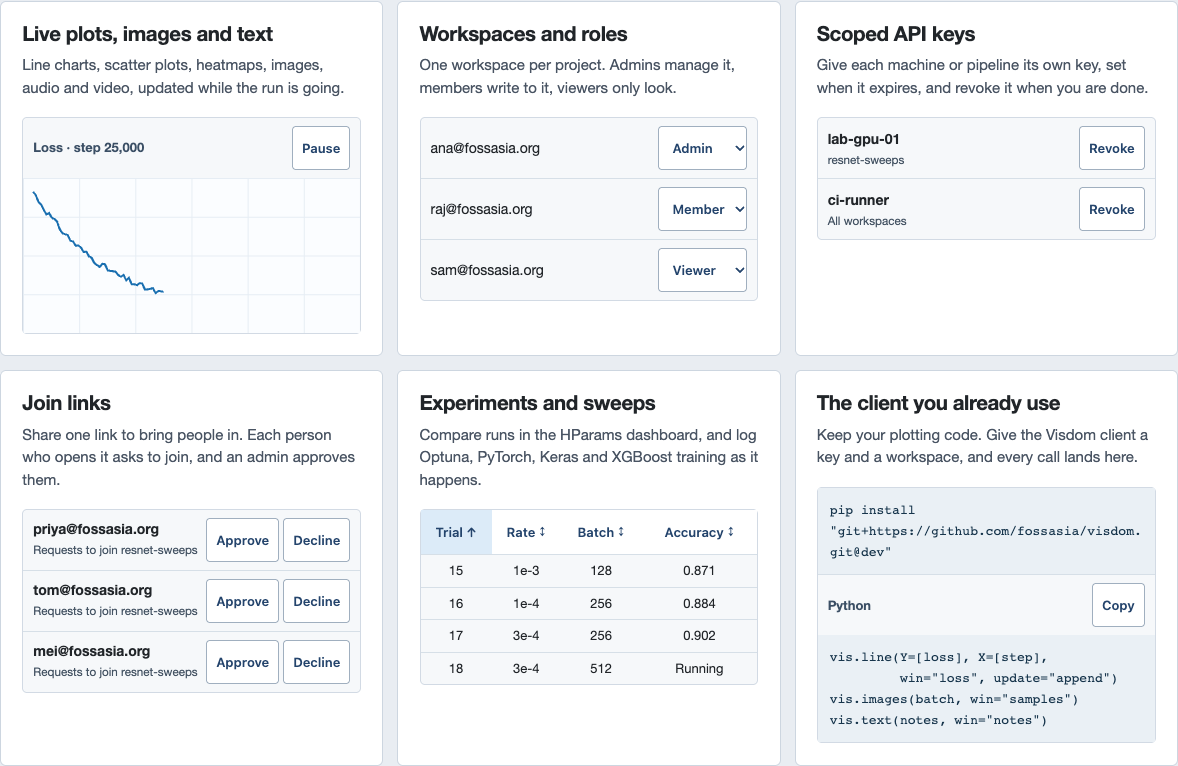 Live plots, images and text
Line charts, scatter plots, heatmaps, images,
audio and video, updated while the run is going.
Loss · step 25,000
Pause
Workspaces and roles
One workspace per project. Admins manage it,
members write to it, viewers only look.
ana@fossasia.org
Admin
raj@fossasia.org
Member
sam@fossasia.org
Viewer
Scoped API keys
Give each machine or pipeline its own key, set
when it expires, and revoke it when you are done.
lab-gpu-01
resnet-sweeps
Revoke
ci-runner
All workspaces
Revoke
Join links
Share one link to bring people in. Each person
who opens it asks to join, and an admin approves
them.
priya@fossasia.org
Requests to join resnet-sweeps
Approve Decline
tom@fossasia.org
Requests to join resnet-sweeps
Approve Decline
mei@fossasia.org
Requests to join resnet-sweeps
Approve Decline
Experiments and sweeps
Compare runs in the HParams dashboard, and log
Optuna, PyTorch, Keras and XGBoost training as it
happens.
Trial ↑ Rate ↕ Batch ↕ Accuracy ↕
15 1e-3 128 0.871
16 1e-4 256 0.884
17 3e-4 256 0.902
18 3e-4 512 Running
The client you already use
Keep your plotting code. Give the Visdom client a
key and a workspace, and every call lands here.
pip install
"git+https://github.com/fossasia/visdom.
git@dev"
Python
Copy
vis.line(Y=[loss], X=[step],
win="loss", update="append")
vis.images(batch, win="samples")
vis.text(notes, win="notes")